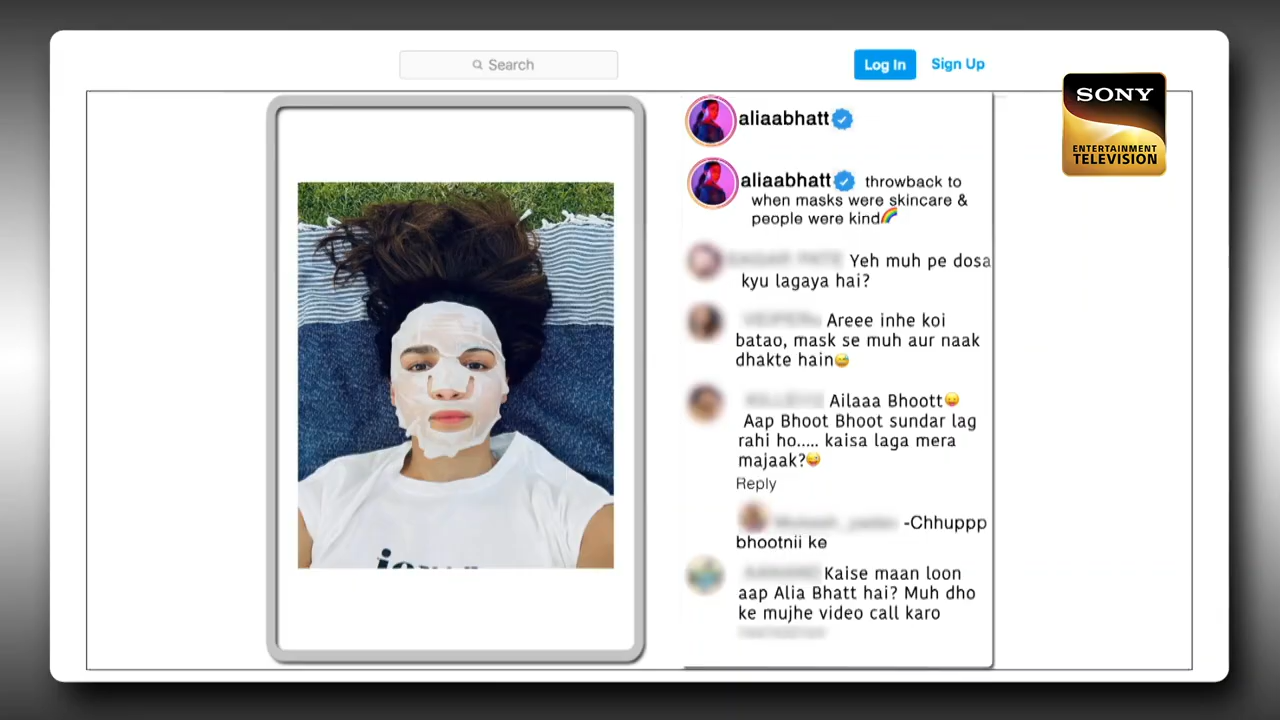 Search
Log In
Sign Up
SONY
ENTERTAINMENT
TELEVISION
aliaabhatt
aliaabhatt throwback to
when masks were skincare &
people were kind🌈
Yeh muh pe dosa
kyu lagaya hai?
Areee inhe koi
batao, mask se muh aur naak
dhakte hain😅
Ailaaa Bhoott😛
Aap Bhoot Bhoot sundar lag
rahi ho..... kaisa laga mera
majaak?😜
Reply
-Chhuppp
bhootnii ke
Kaise maan loon
aap Alia Bhatt hai? Muh dho
ke mujhe video call karo